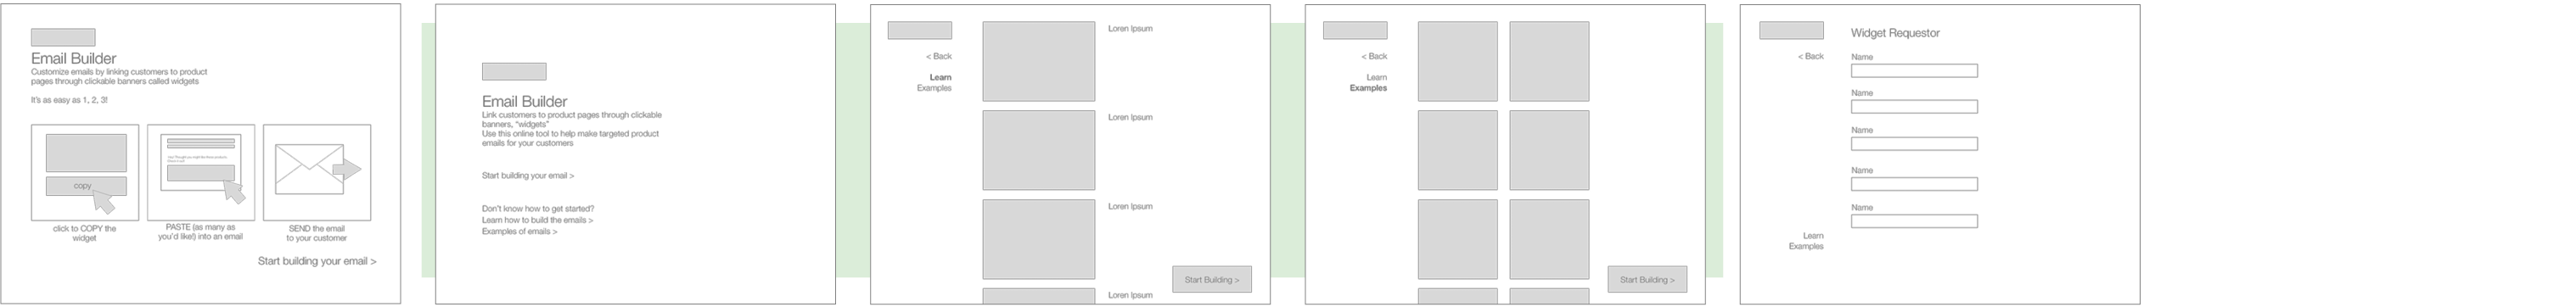 Email Builder
Customize emails by linking customers to product
pages through clickable banners called widgets
It's as easy as 1, 2, 3!
copy
click to COPY the
widget
PASTE (as many as
you'd like!) into an email
SEND the email
to your customer
Start building your email >
Email Builder
Link customers to product pages through clickable
banners, "widgets"
Use this online tool to help make targeted product
emails for your customers
Start building your email >
Don't know how to get started?
Learn how to build the emails >
Examples of emails >
< Back
Learn
Examples
Loren Ipsum
Loren Ipsum
Loren Ipsum
Loren Ipsum
Start Building >
< Back
Learn
Examples
Start Building >
< Back
Learn
Examples
Widget Requestor
Name
Name
Name
Name
Name